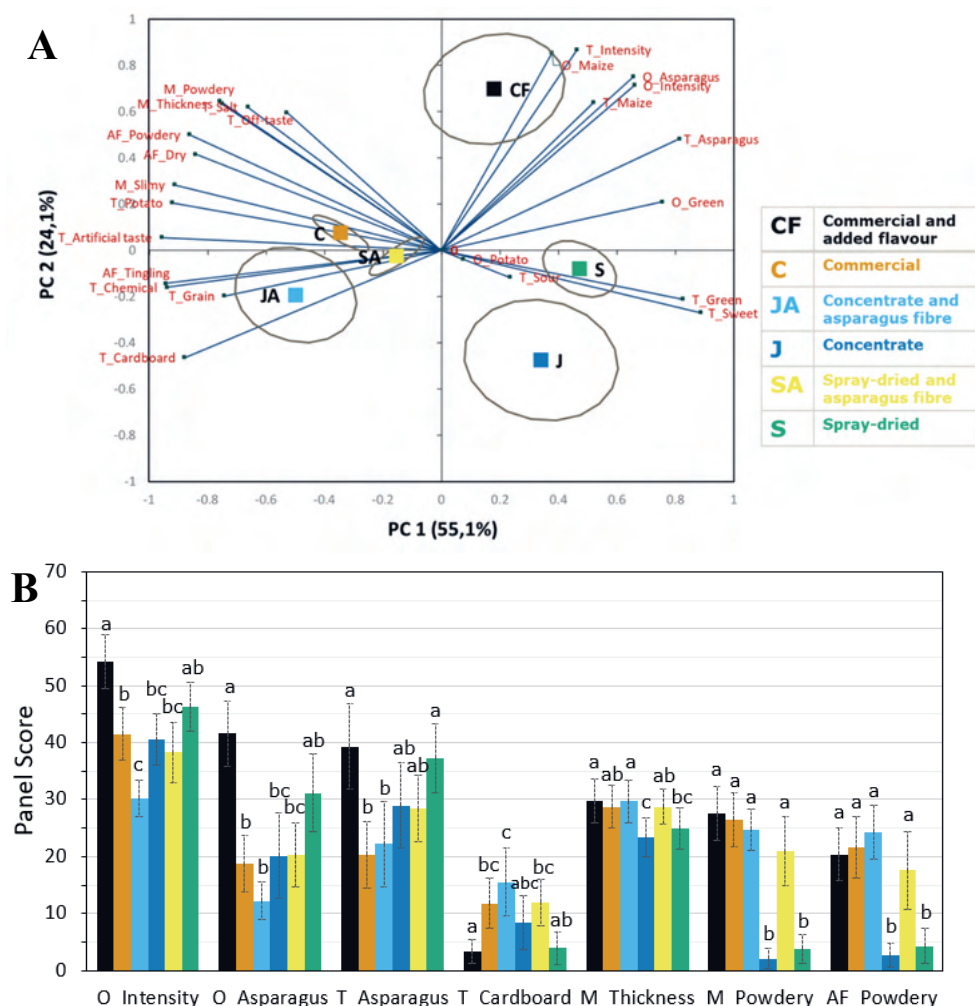 A
1
0.8
0.6
0.4
0.2
0
-0.2
-0.4
-0.6
-0.8
-1
PC 2 (24,1%)
T_Intensity
O_Maize
CF
O_Asparagus
O_Intensity
M_Powdery
M_Thickness
T_Salt
T_Maize
T_Off-taste
AF_Powdery
T_Asparagus
AF_Dry
M_Slimy
T_Potato
O_Green
C
T_Artificial taste
SA
O_Potato
S
AF_Tingling
T_Sour
T_Chemical
T_Grain
JA
T_Green
T_Sweet
T_Cardboard
J
-1 -0.8 -0.6 -0.4 -0.2 0 0.2 0.4 0.6 0.8 1
PC 1 (55,1%)
CF Commercial and
added flavour
C Commercial
JA Concentrate and
asparagus fibre
J Concentrate
SA Spray-dried and
asparagus fibre
S Spray-dried
B
70
60
50
40
30
20
10
0
Panel Score
a b c bc bc ab
a bc b bc bc ab
a b b ab ab a
a bc c abc bc ab
a ab a c ab bc
a a a b a b
a a a b a b
O_Intensity O_Asparagus T_Asparagus T_Cardboard M_Thickness M_Powdery AF_Powdery